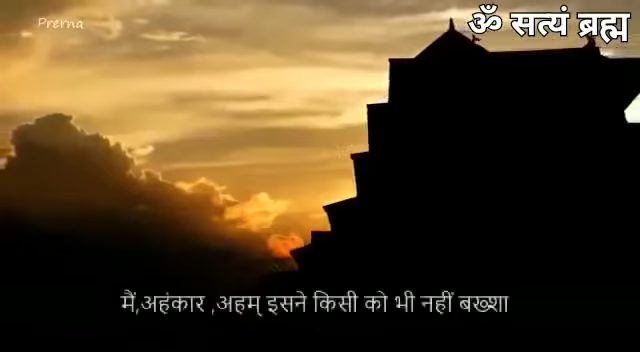 Prerna
ॐ सत्यं ब्रह्म
मैं,अहंकार ,अहम् इसने किसी को भी नहीं बख्शा